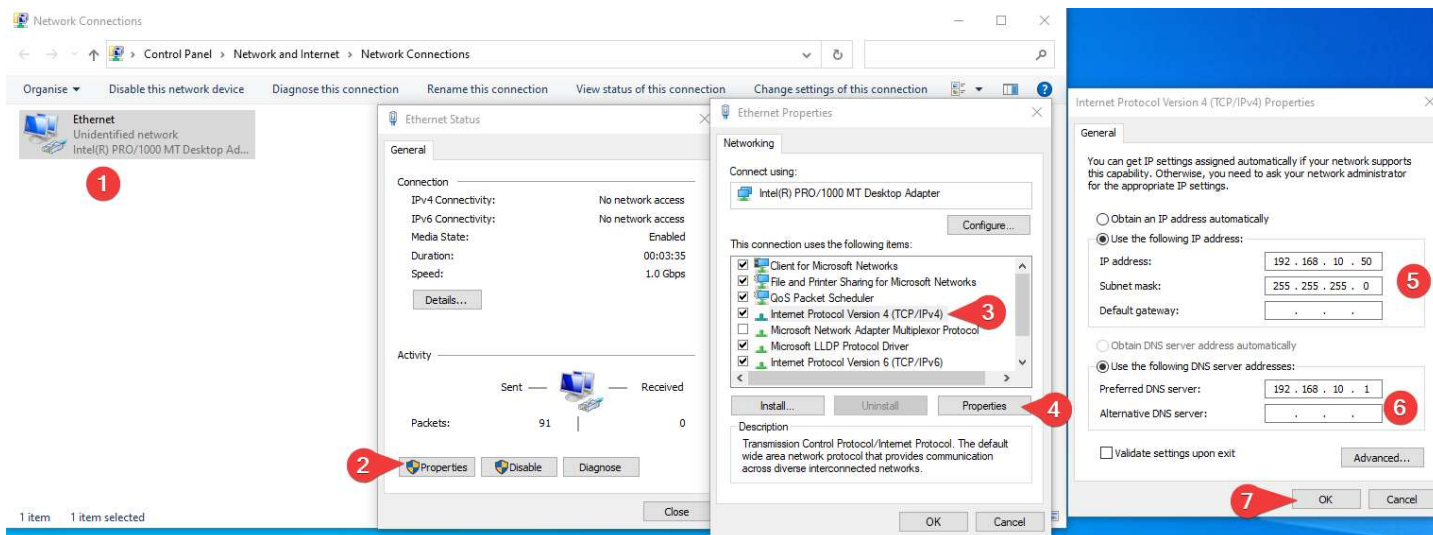 Network Connections
Control Panel > Network and Internet > Network Connections
Organise Disable this network device Diagnose this connection Rename this connection View status of this connection Change settings of this connection
Ethernet
Unidentified network
Intel(R) PRO/1000 MT Desktop Ad...
1
1 item 1 item selected
Ethernet Status
General
Connection
IPv4 Connectivity: No network access
IPv6 Connectivity: No network access
Media State: Enabled
Duration: 00:03:35
Speed: 1.0 Gbps
Details...
Activity
Sent Received
Packets: 91 0
2
Properties Disable Diagnose
Close
Ethernet Properties
Networking
Connect using:
Intel(R) PRO/1000 MT Desktop Adapter
Configure...
This connection uses the following items:
Client for Microsoft Networks
File and Printer Sharing for Microsoft Networks
QoS Packet Scheduler
Internet Protocol Version 4 (TCP/IPv4)
3
Microsoft Network Adapter Multiplexor Protocol
Microsoft LLDP Protocol Driver
Internet Protocol Version 6 (TCP/IPv6)
Install... Uninstall Properties
4
Description
Transmission Control Protocol/Internet Protocol. The default
wide area network protocol that provides communication
across diverse interconnected networks.
OK Cancel
Internet Protocol Version 4 (TCP/IPv4) Properties
General
You can get IP settings assigned automatically if your network supports
this capability. Otherwise, you need to ask your network administrator
for the appropriate IP settings.
Obtain an IP address automatically
Use the following IP address:
IP address: 192 . 168 . 10 . 50
Subnet mask: 255 . 255 . 255 . 0
5
Default gateway: . . .
Obtain DNS server address automatically
Use the following DNS server addresses:
Preferred DNS server: 192 . 168 . 10 . 1
Alternative DNS server: . . .
6
Validate settings upon exit
Advanced...
7
OK Cancel